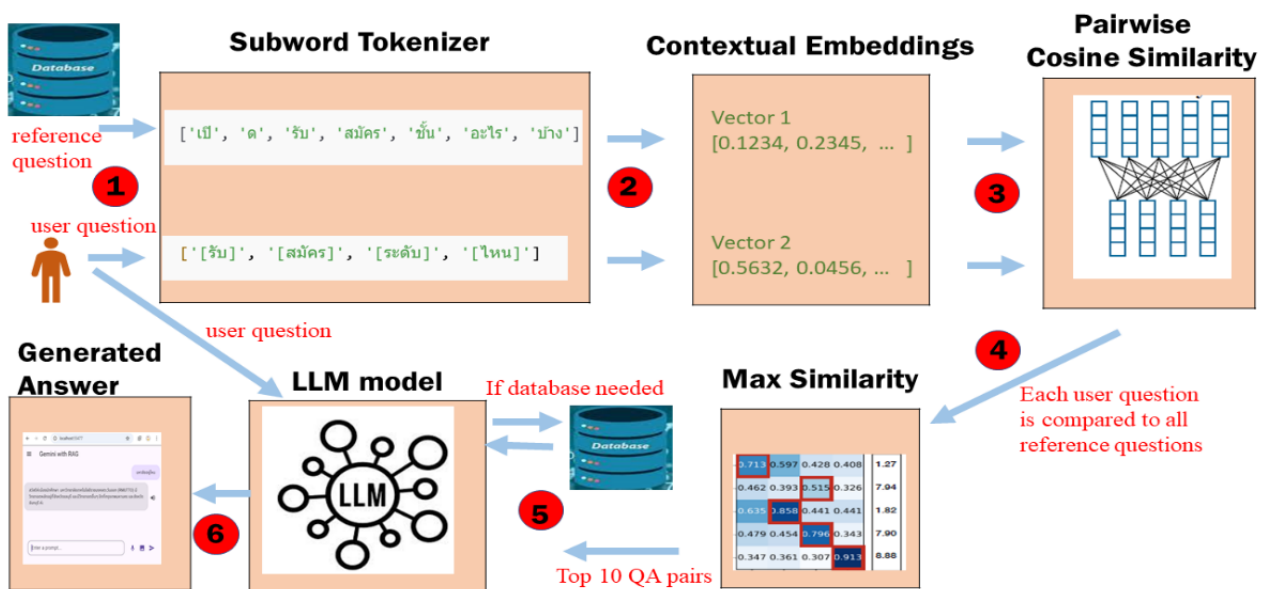 Database
reference
question
1
user question
Subword Tokenizer
['เปิ', 'ด', 'รับ', 'สมัคร', 'ชั้น', 'อะไร', 'บ้าง']
['[รับ]', '[สมัคร]', '[ระดับ]', '[ไหน]']
2
Contextual Embeddings
Vector 1
[0.1234, 0.2345, … ]
Vector 2
[0.5632, 0.0456, … ]
3
Pairwise
Cosine Similarity
4
Each user question
is compared to all
reference questions
Max Similarity
0.713 0.597 0.428 0.408 1.27
0.462 0.393 0.515 0.326 7.94
0.635 0.858 0.441 0.441 1.82
0.479 0.454 0.796 0.343 7.90
0.347 0.361 0.307 0.913 8.88
Top 10 QA pairs
5
If database needed
Database
user question
LLM model
LLM
6
Generated
Answer
Gemini with RAG